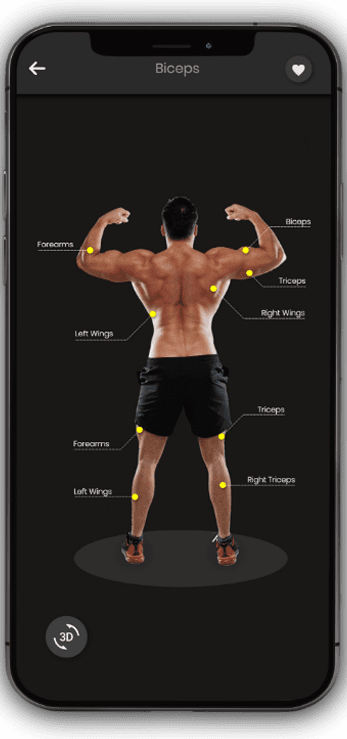 Biceps
Biceps
Forearms
Triceps
Right Wings
Left Wings
Triceps
Forearms
Right Triceps
Left Wings
3D